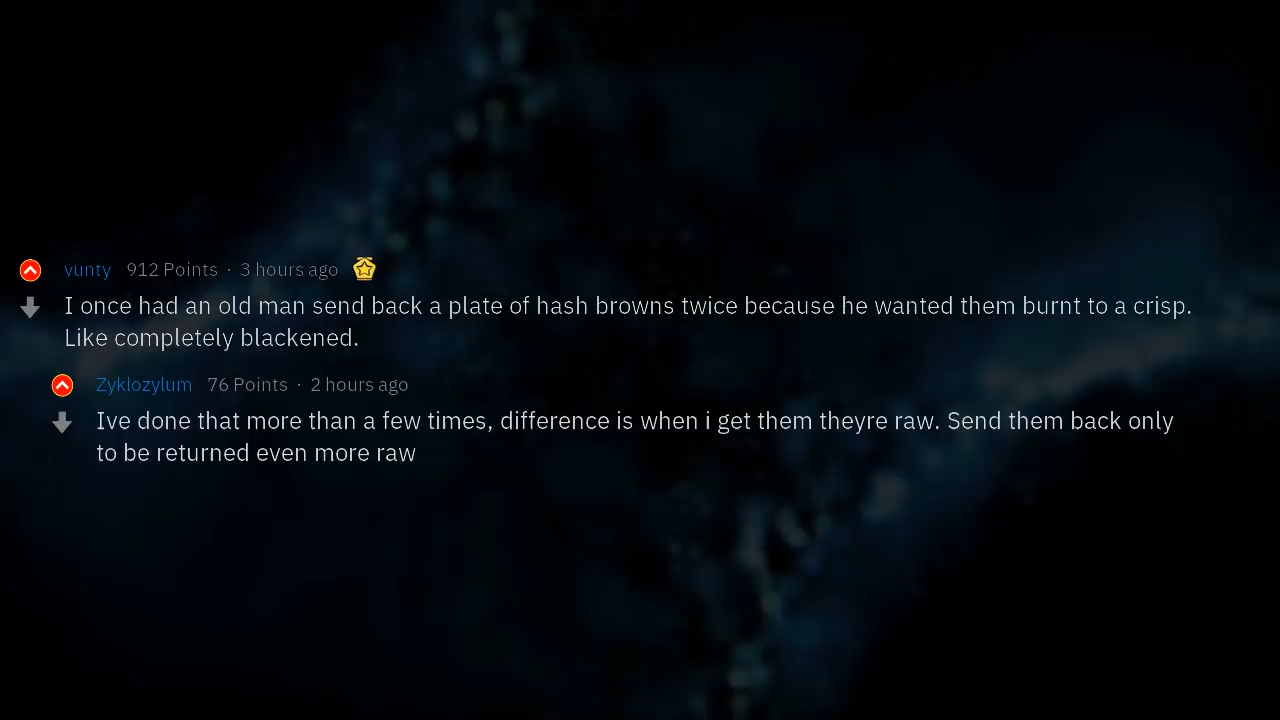 vunty 912 Points · 3 hours ago
I once had an old man send back a plate of hash browns twice because he wanted them burnt to a crisp.
Like completely blackened.
Zyklozylum 76 Points · 2 hours ago
Ive done that more than a few times, difference is when i get them theyre raw. Send them back only
to be returned even more raw